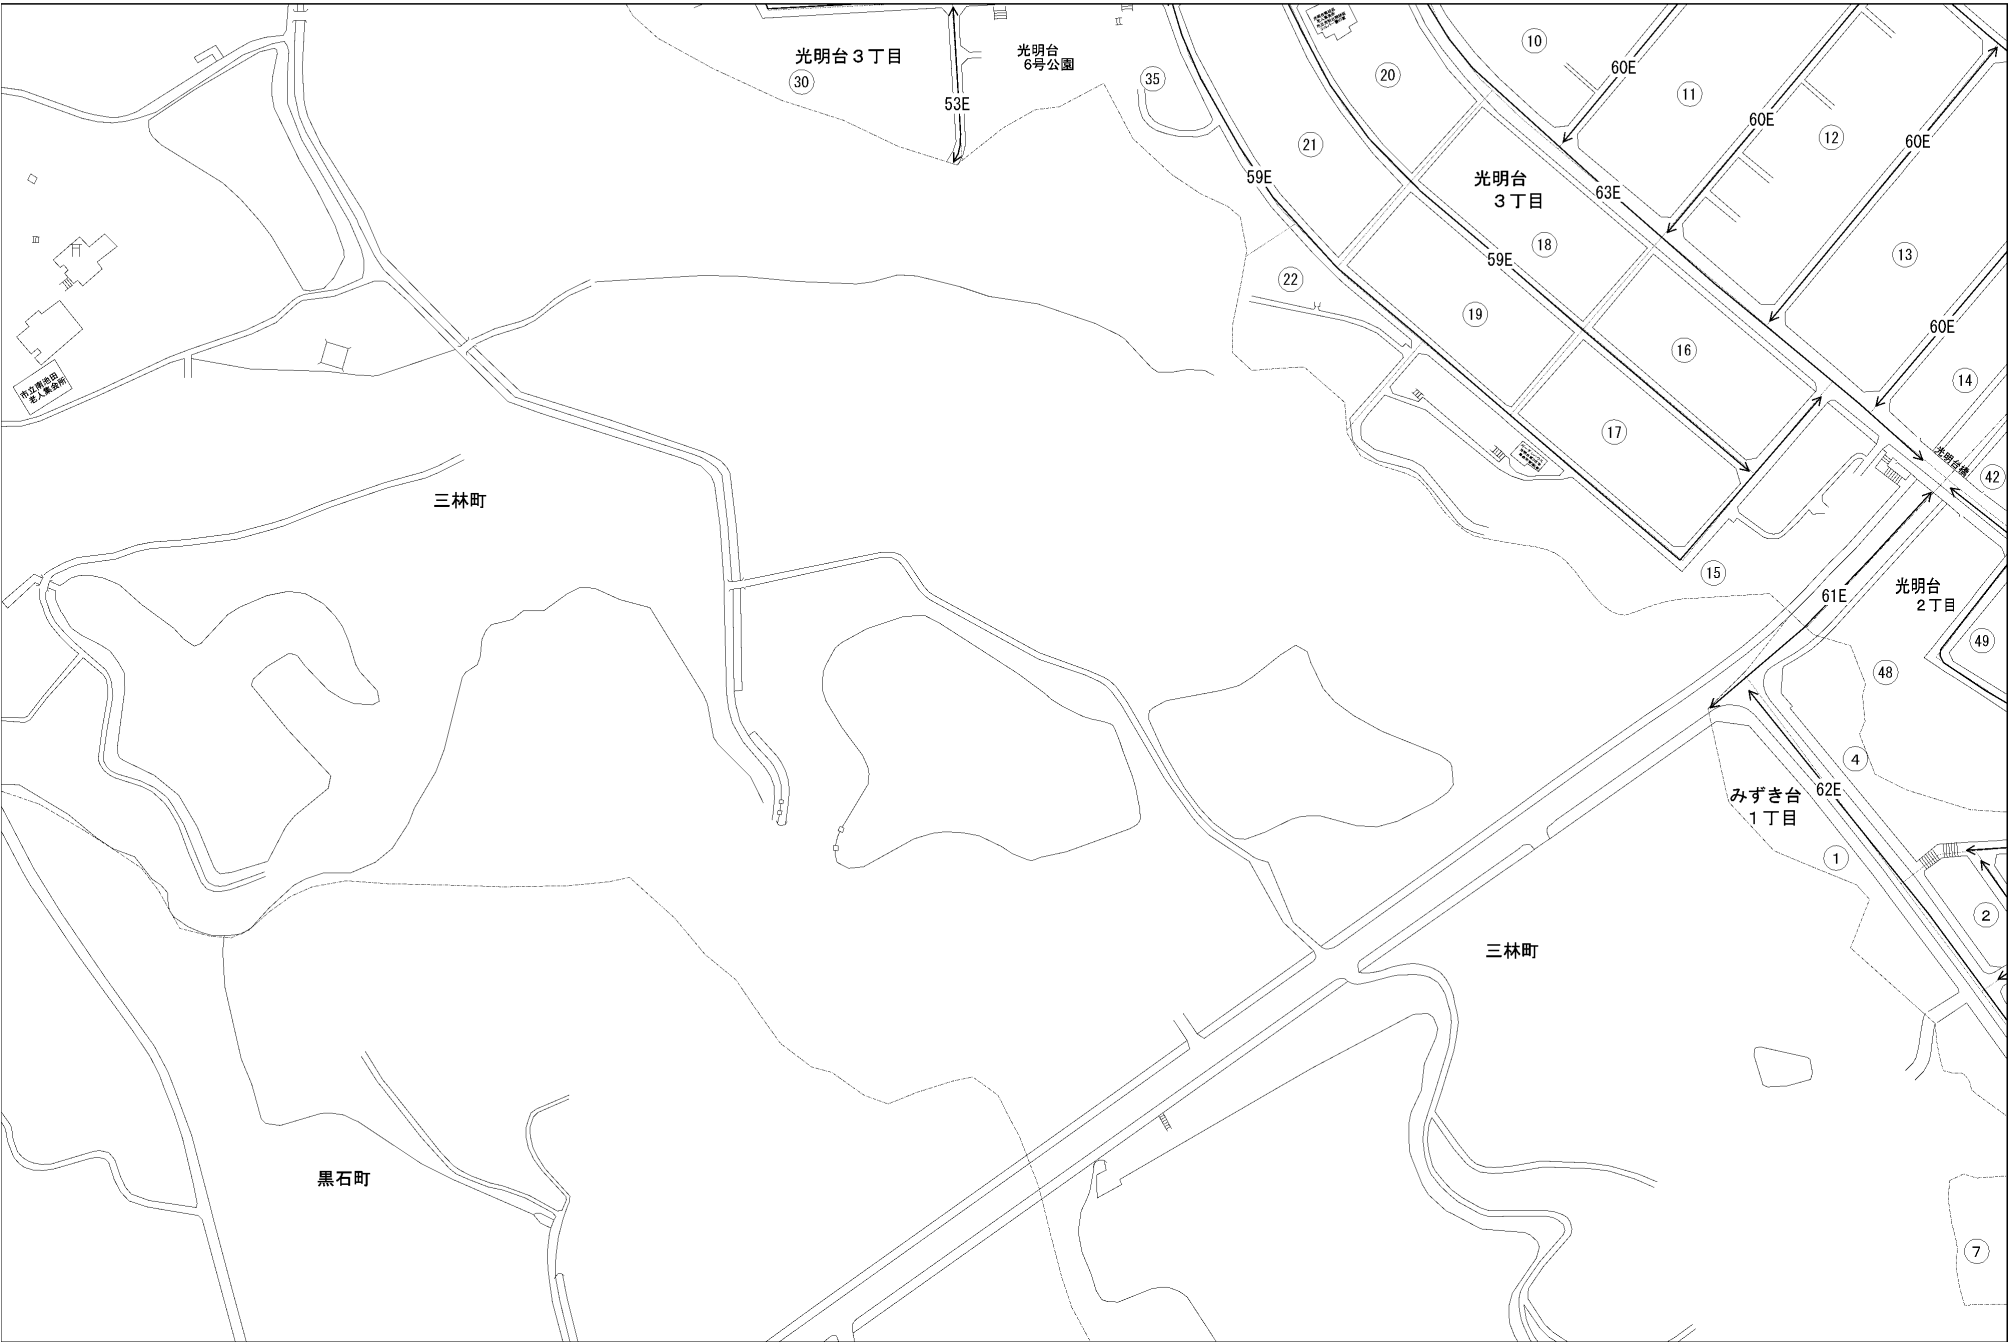 光明台３丁目
30
光明台
6号公園
53E
35
20
10
60E
11
60E
12
60E
13
60E
14
21
59E
光明台
３丁目
63E
18
59E
22
19
16
17
15
光明台橋
42
61E
光明台
２丁目
49
48
4
62E
みずき台
１丁目
1
2
7
市立南池田
老人集会所
三林町
三林町
黒石町